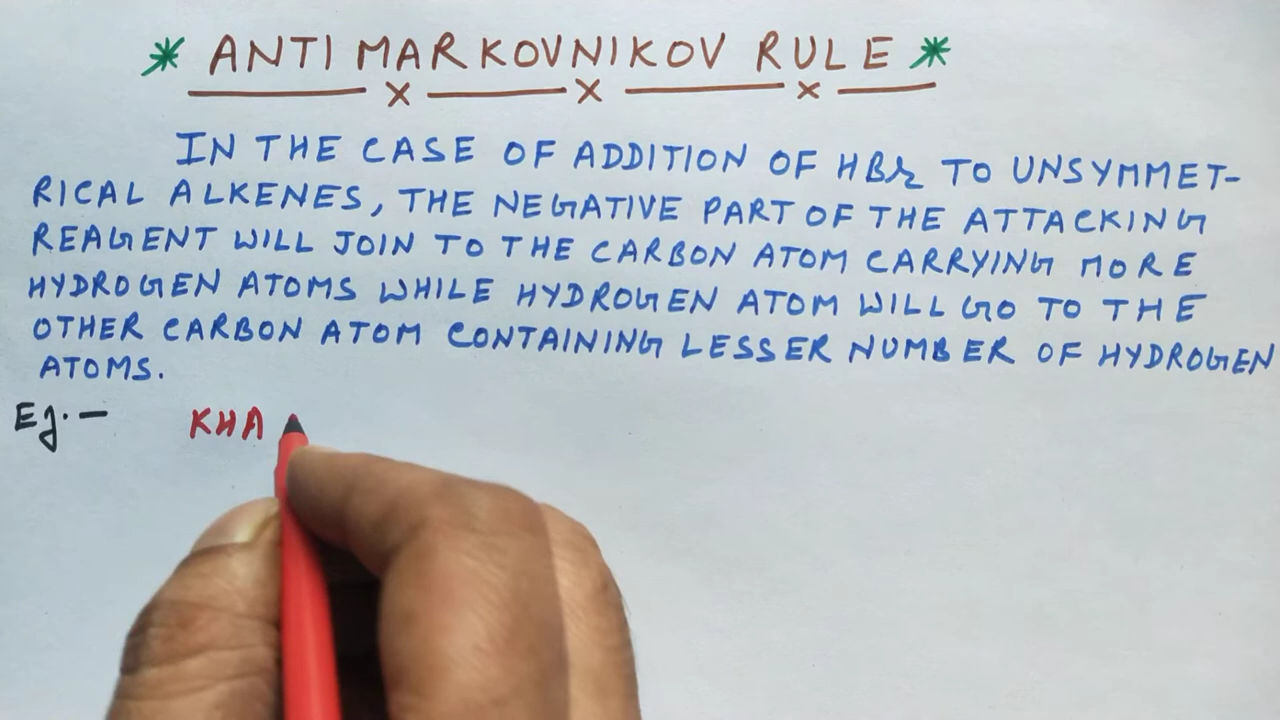 * ANTI MARKOVNIKOV RULE *
IN THE CASE OF ADDITION OF HBr TO UNSYMMET-
RICAL ALKENES, THE NEGATIVE PART OF THE ATTACKING
REAGENT WILL JOIN TO THE CARBON ATOM CARRYING MORE
HYDROGEN ATOMS WHILE HYDROGEN ATOM WILL GO TO THE
OTHER CARBON ATOM CONTAINING LESSER NUMBER OF HYDROGEN
ATOMS.
Eg.- KHA